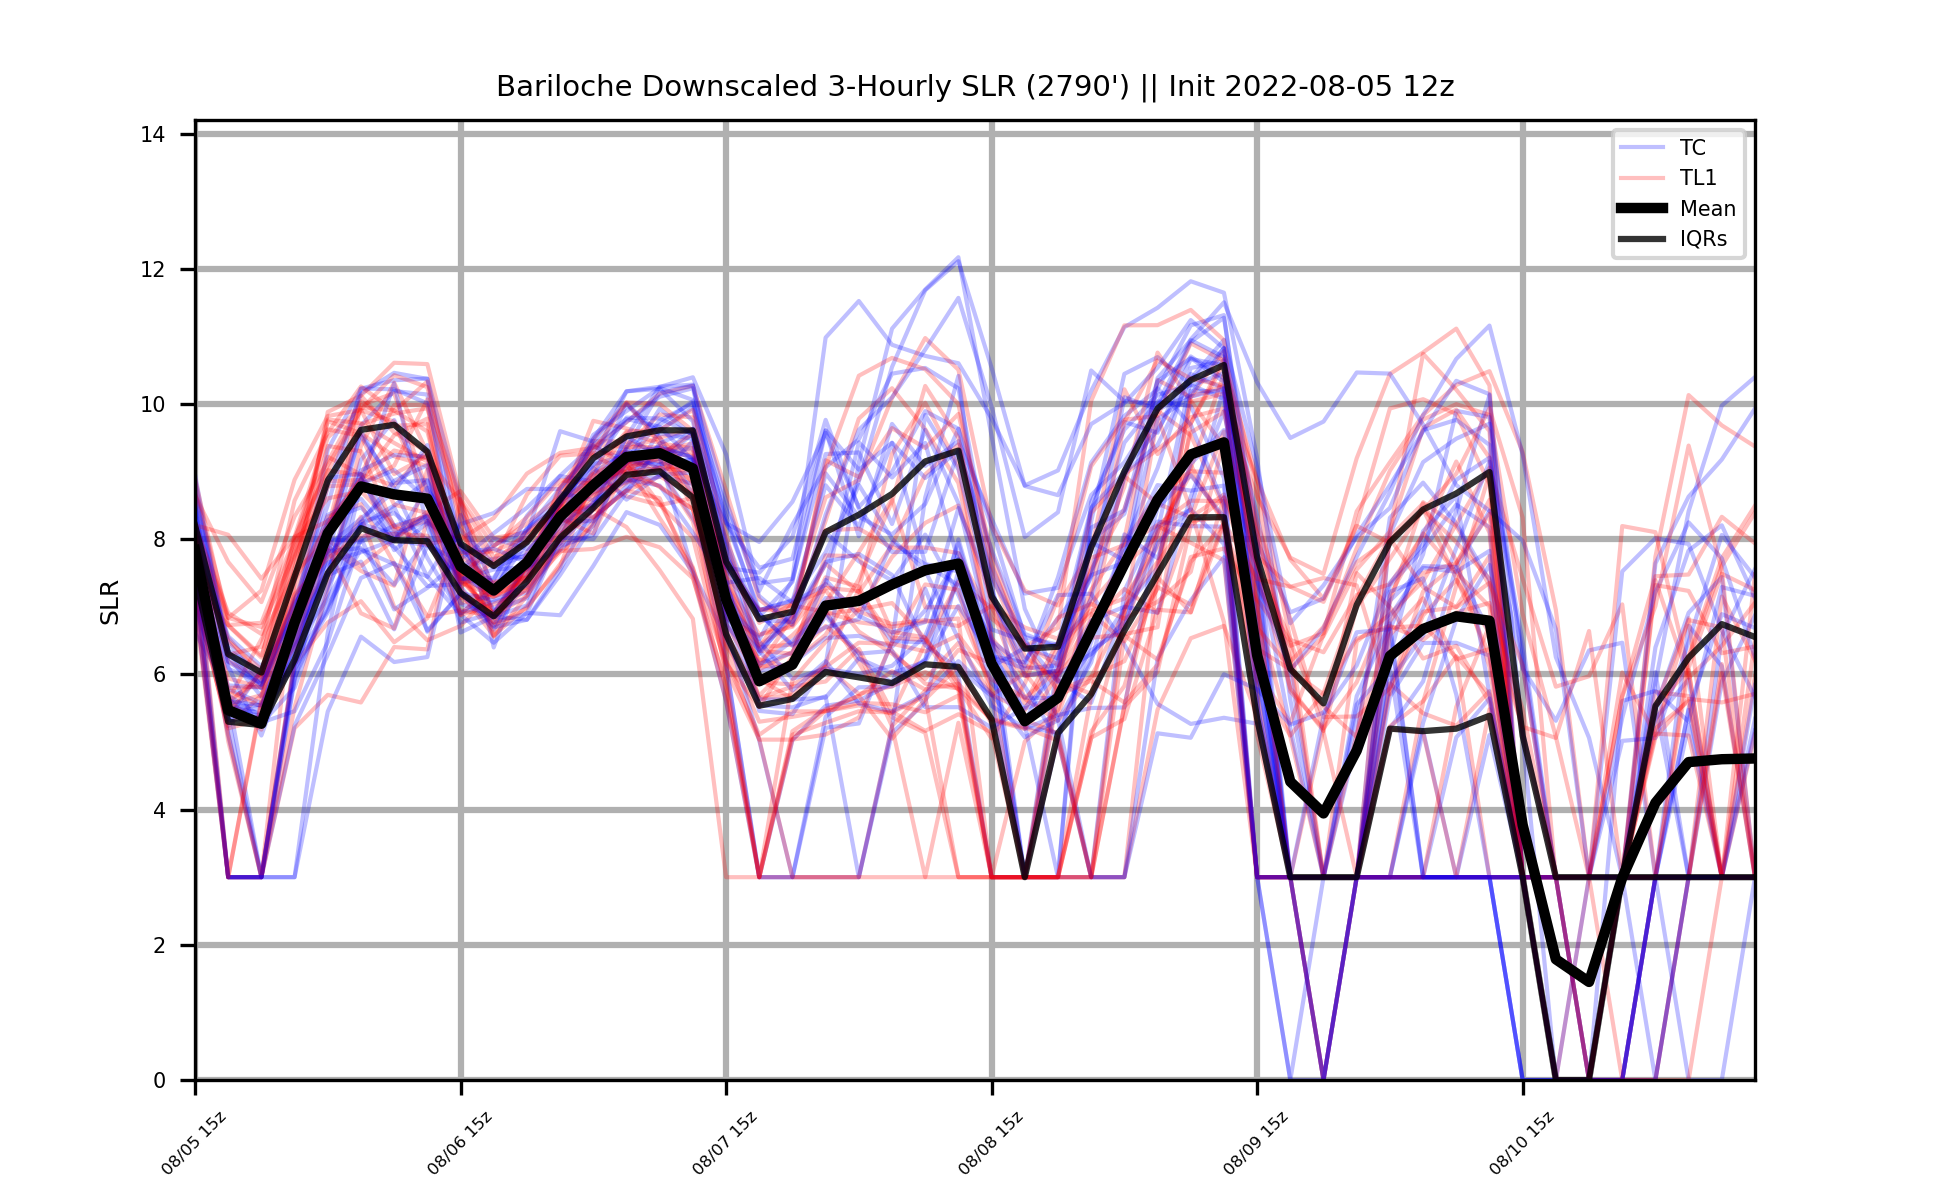 Bariloche Downscaled 3-Hourly SLR (2790') || Init 2022-08-05 12z
14
12
10
8
6
4
2
0
SLR
TC
TL1
Mean
IQRs
08/05 15z
08/06 15z
08/07 15z
08/08 15z
08/09 15z
08/10 15z